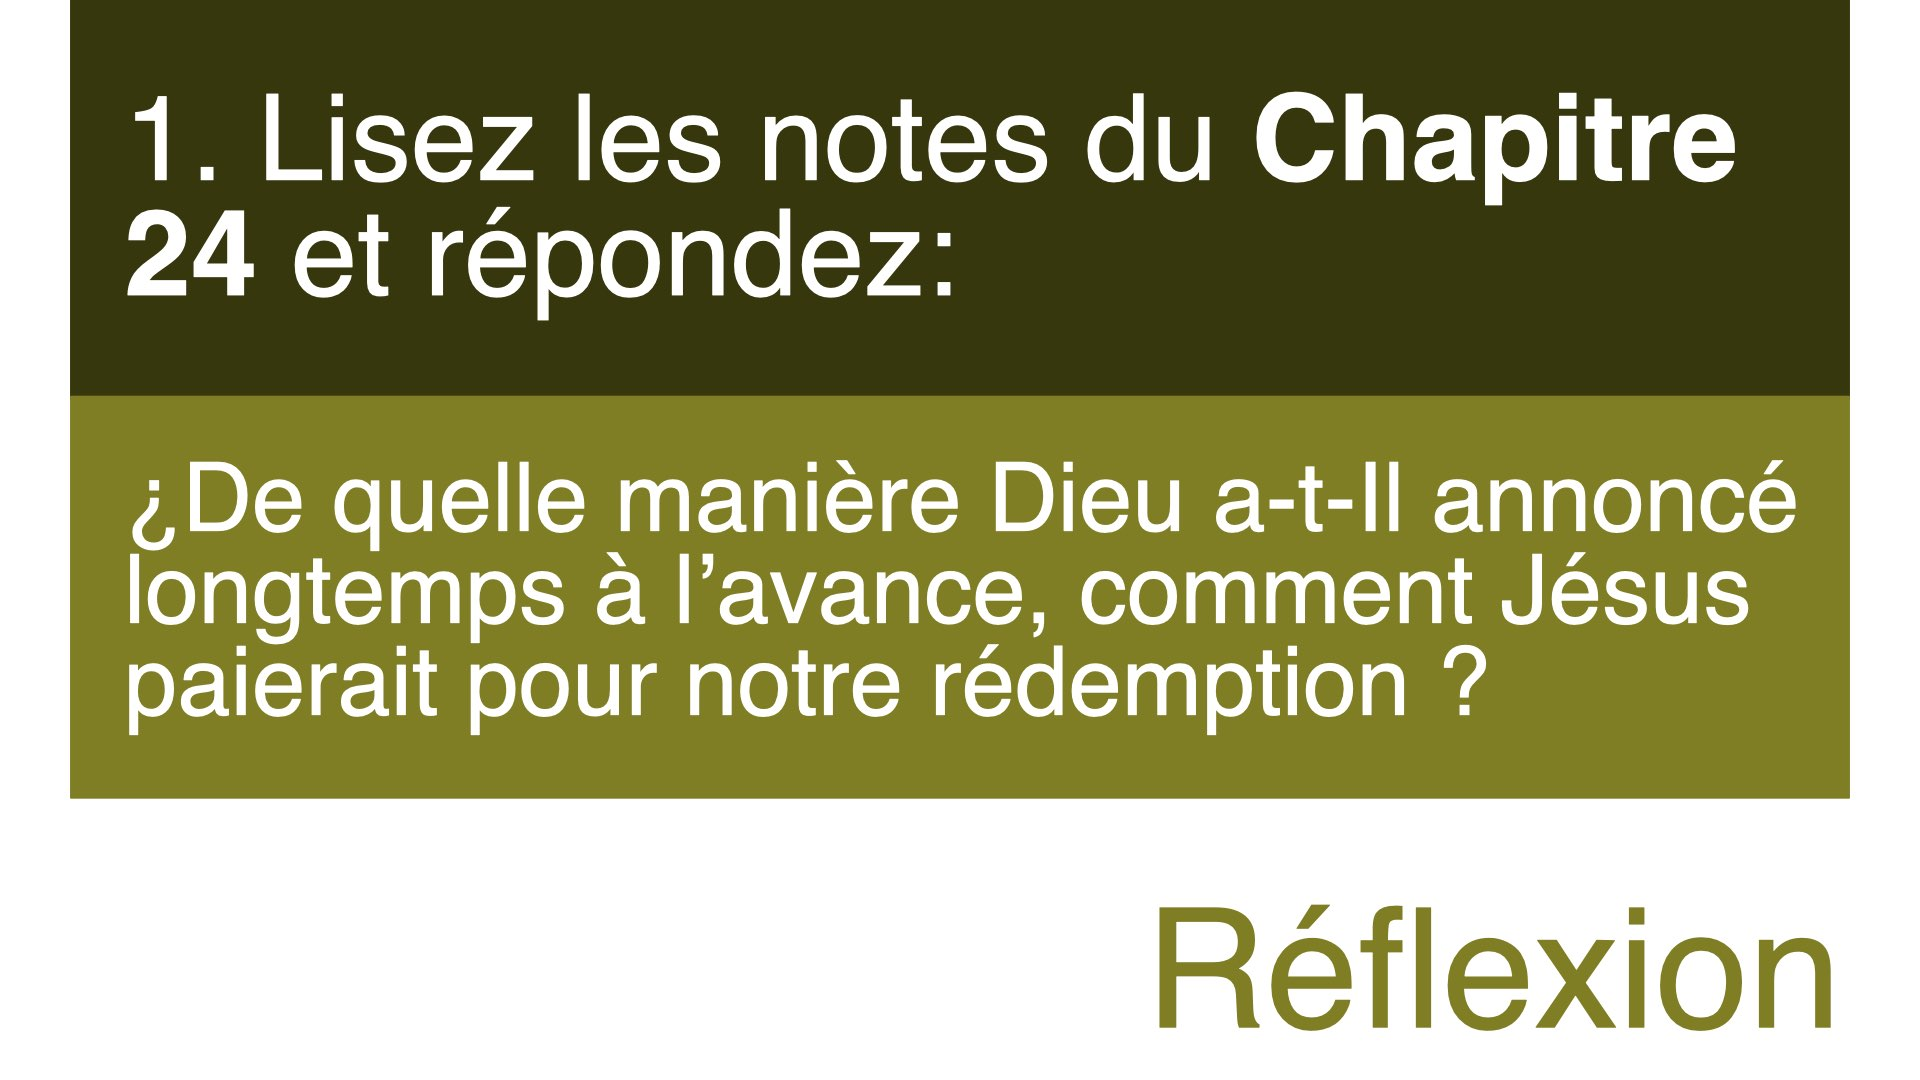 1. Lisez les notes du Chapitre
24 et répondez:
¿De quelle manière Dieu a-t-Il annoncé
longtemps à l’avance, comment Jésus
paierait pour notre rédemption ?
Réflexion